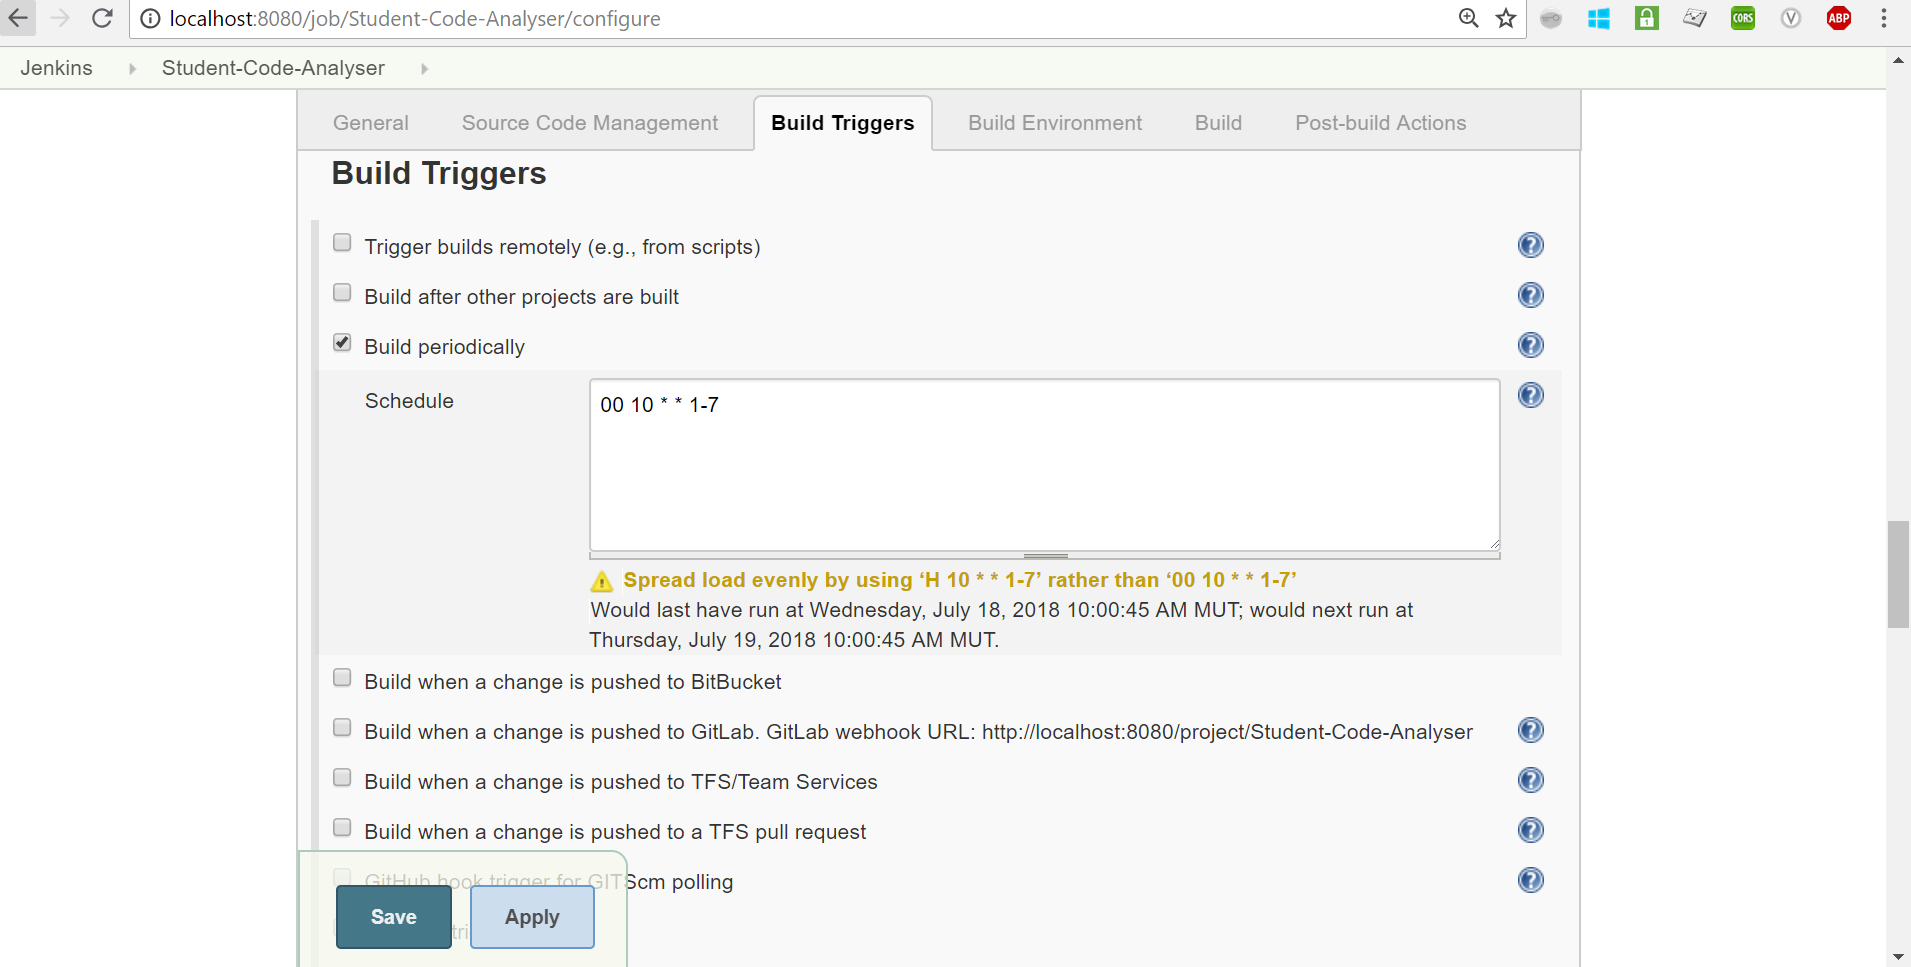 localhost:8080/job/Student-Code-Analyser/configure
CORS
V
ABP
Jenkins Student-Code-Analyser
General Source Code Management Build Triggers Build Environment Build Post-build Actions
Build Triggers
Trigger builds remotely (e.g., from scripts)
Build after other projects are built
Build periodically
Schedule
00 10 * * 1-7
Spread load evenly by using ‘H 10 * * 1-7’ rather than ‘00 10 * * 1-7’
Would last have run at Wednesday, July 18, 2018 10:00:45 AM MUT; would next run at
Thursday, July 19, 2018 10:00:45 AM MUT.
Build when a change is pushed to BitBucket
Build when a change is pushed to GitLab. GitLab webhook URL: http://localhost:8080/project/Student-Code-Analyser
Build when a change is pushed to TFS/Team Services
Build when a change is pushed to a TFS pull request
GitHub hook trigger for GITScm polling
Save Apply